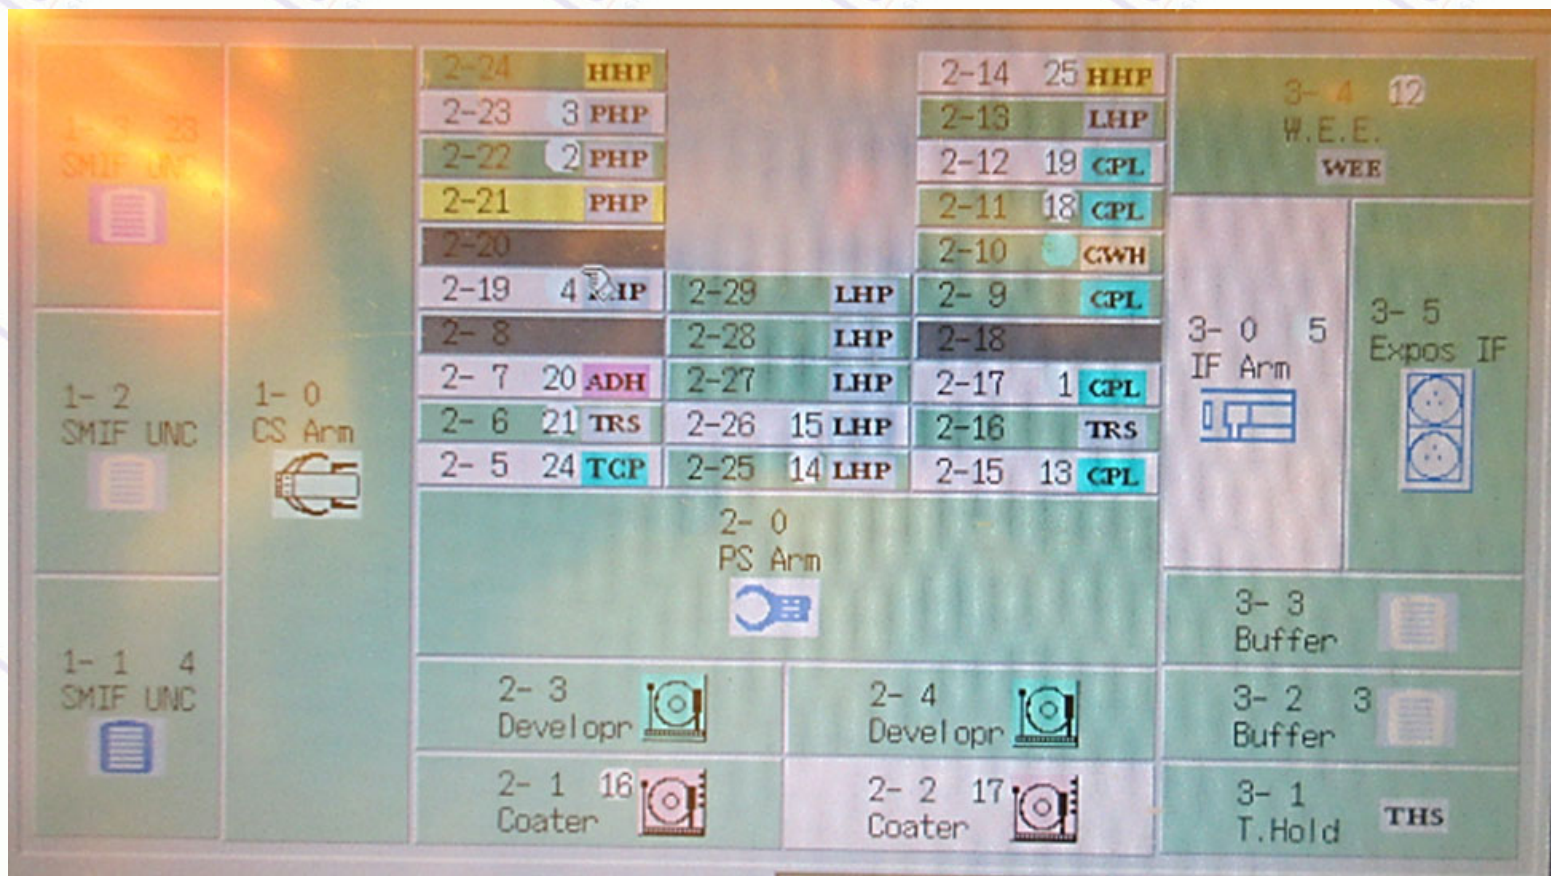 1- 3 23
SMIF UNC
1- 2
SMIF UNC
1- 1 4
SMIF UNC
1- 0
CS Arm
2-24 HHP
2-23 3 PHP
2-22 2 PHP
2-21 PHP
2-20
2-19 4
2- 8
2- 7 20 ADH
2- 6 21 TRS
2- 5 24 TCP
2-29 LHP
2-28 LHP
2-27 LHP
2-26 15 LHP
2-25 14 LHP
2-14 25 HHP
2-13 LHP
2-12 19 CPL
2-11 18 CPL
2-10 CWH
2- 9 CPL
2-18
2-17 1 CPL
2-16 TRS
2-15 13 CPL
2- 0
PS Arm
2- 3
Developr
2- 4
Developr
2- 1 16
Coater
2- 2 17
Coater
3- 4 12
W.E.E.
WEE
3- 0 5
IF Arm
3- 5
Expos IF
3- 3
Buffer
3- 2 3
Buffer
3- 1
T.Hold
THS